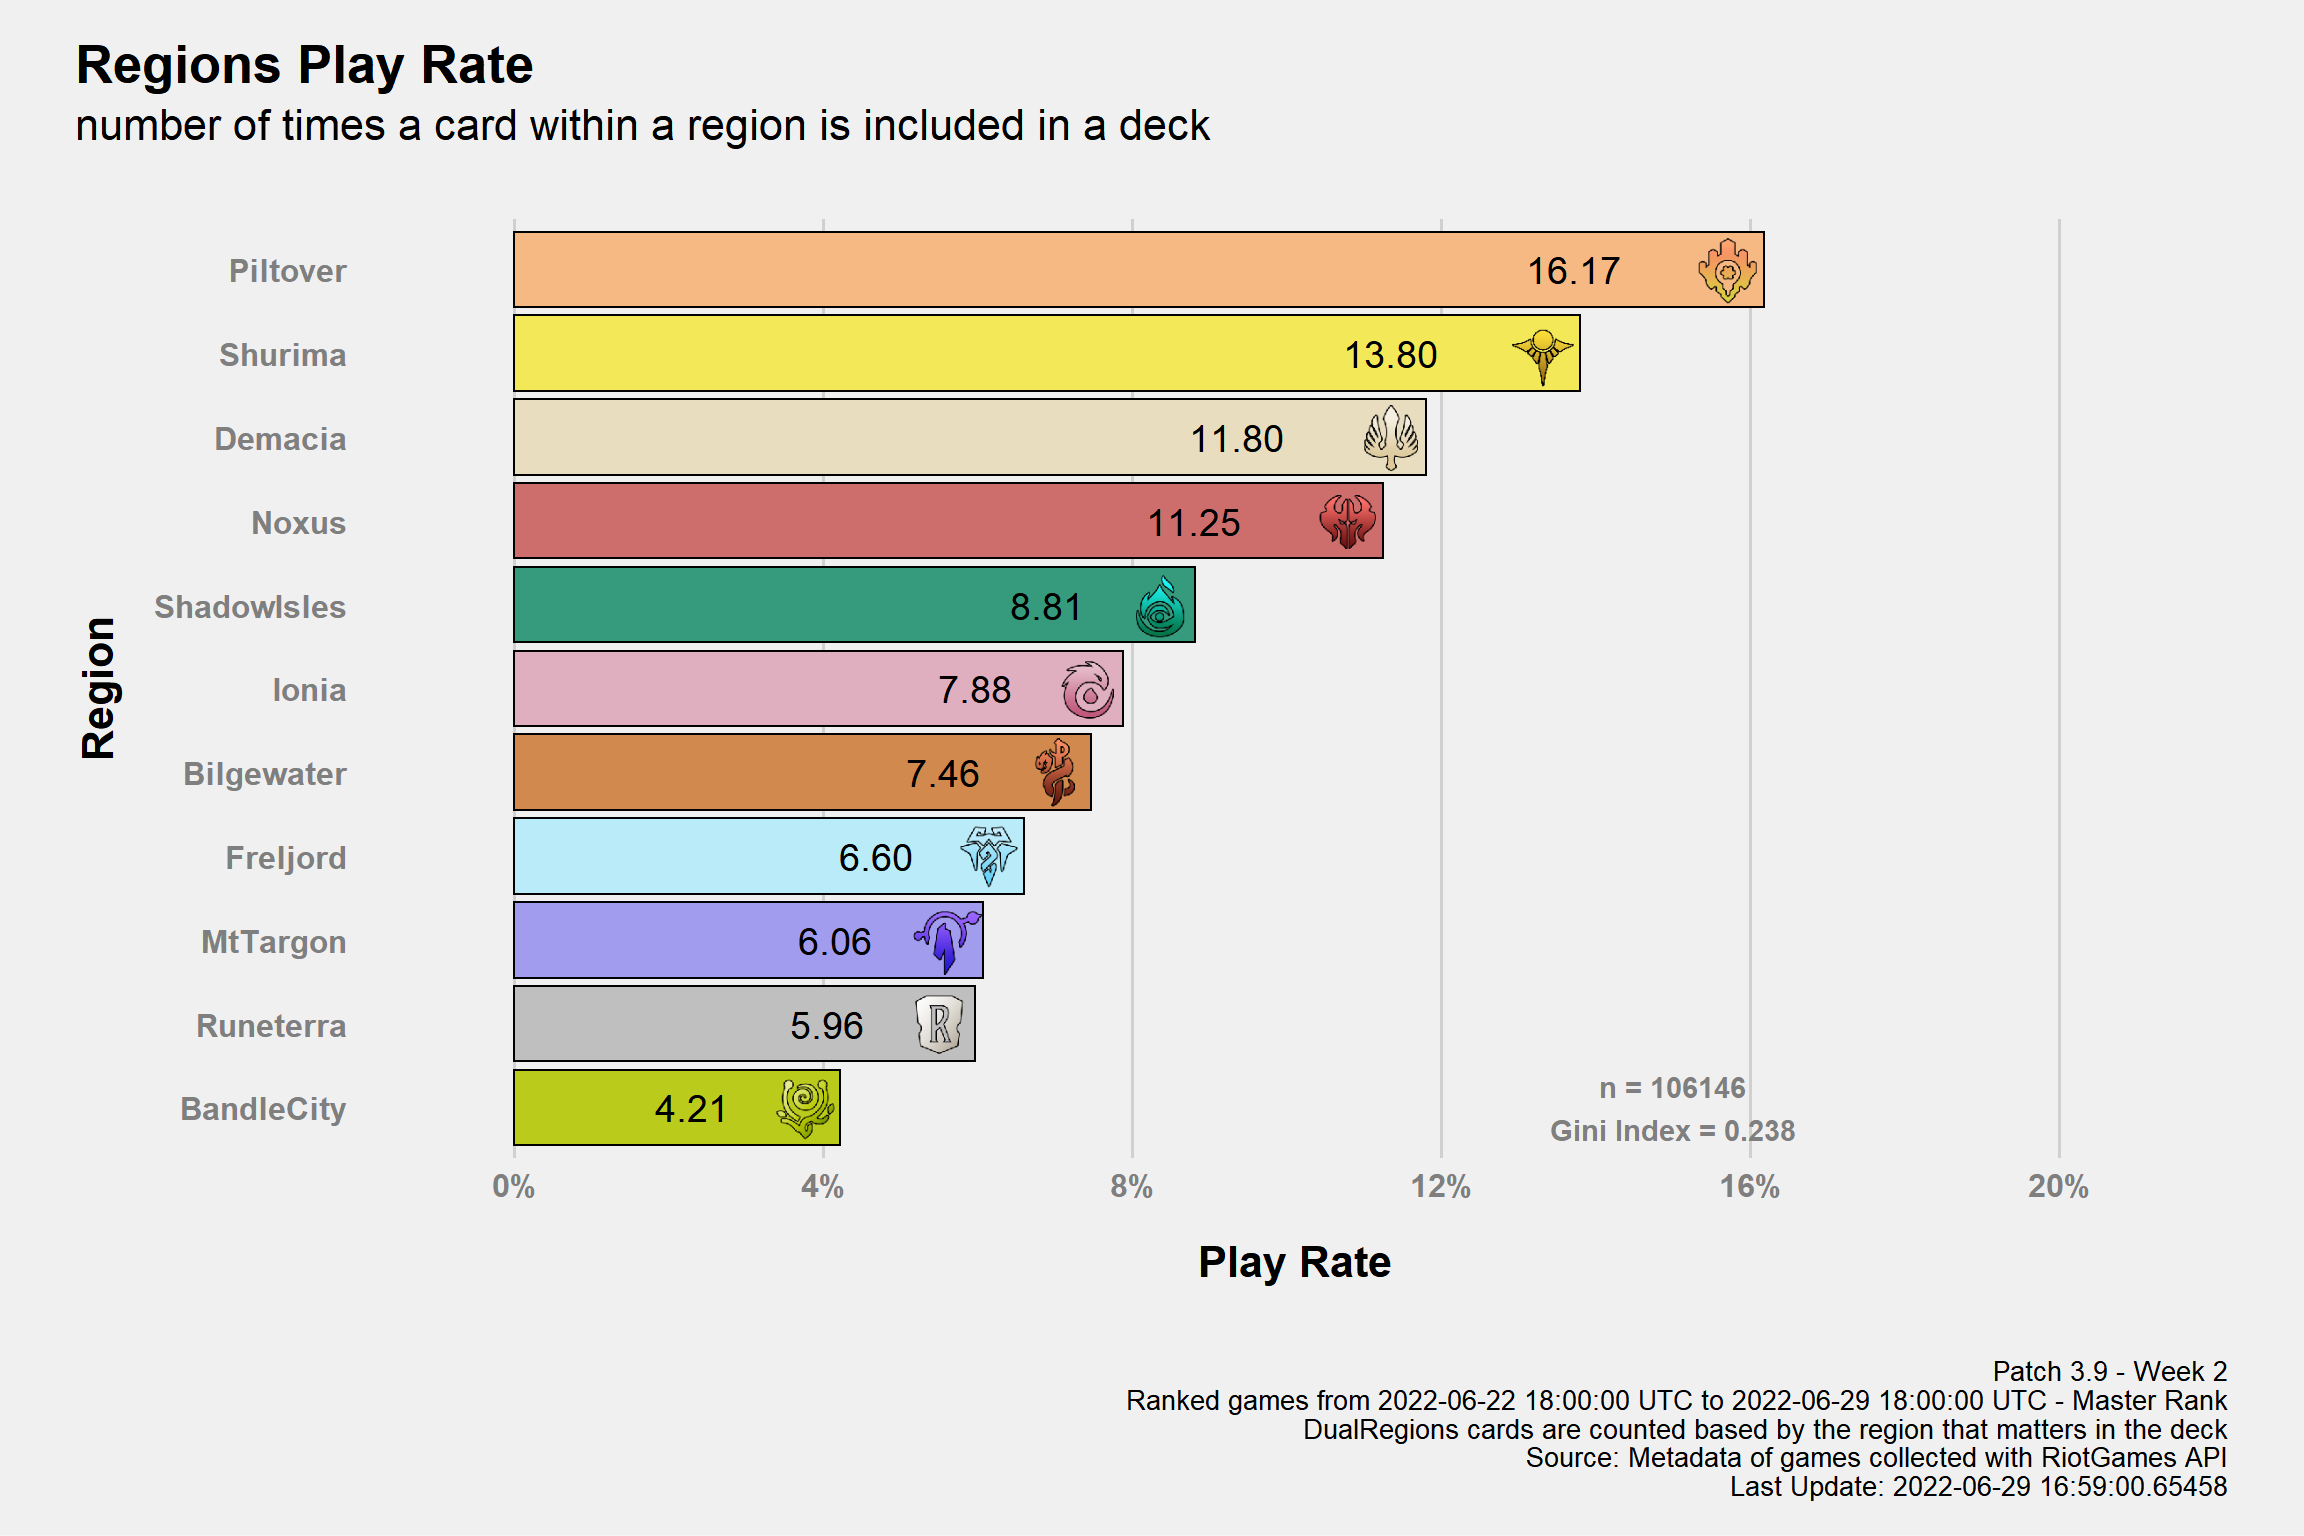 Regions Play Rate
number of times a card within a region is included in a deck
Region
Piltover 16.17
Shurima 13.80
Demacia 11.80
Noxus 11.25
ShadowIsles 8.81
Ionia 7.88
Bilgewater 7.46
Freljord 6.60
MtTargon 6.06
Runeterra 5.96 R
BandleCity 4.21
n = 106146
Gini Index = 0.238
0% 4% 8% 12% 16% 20%
Play Rate
Patch 3.9 - Week 2
Ranked games from 2022-06-22 18:00:00 UTC to 2022-06-29 18:00:00 UTC - Master Rank
DualRegions cards are counted based by the region that matters in the deck
Source: Metadata of games collected with RiotGames API
Last Update: 2022-06-29 16:59:00.65458